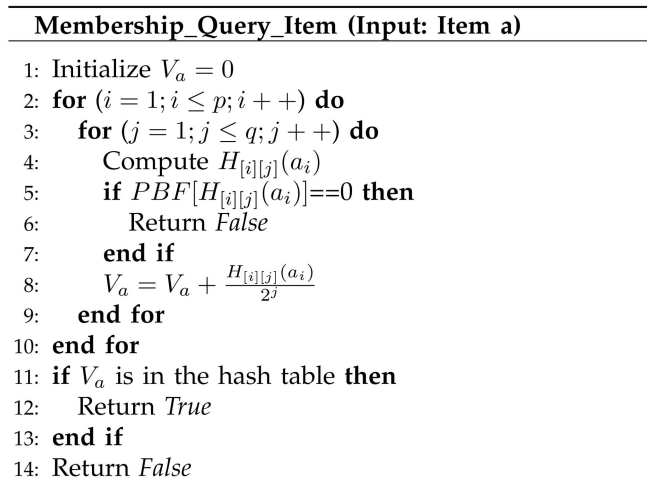 Membership_Query_Item (Input: Item a)
1: Initialize $V_a = 0$
2: for ($i = 1; i \leq p; i++$) do
3: for ($j = 1; j \leq q; j++$) do
4: Compute $H_{[i][j]}(a_i)$
5: if $PBF[H_{[i][j]}(a_i)]$==0 then
6: Return False
7: end if
8: $V_a = V_a + \frac{H_{[i][j]}(a_i)}{2^j}$
9: end for
10: end for
11: if $V_a$ is in the hash table then
12: Return True
13: end if
14: Return False